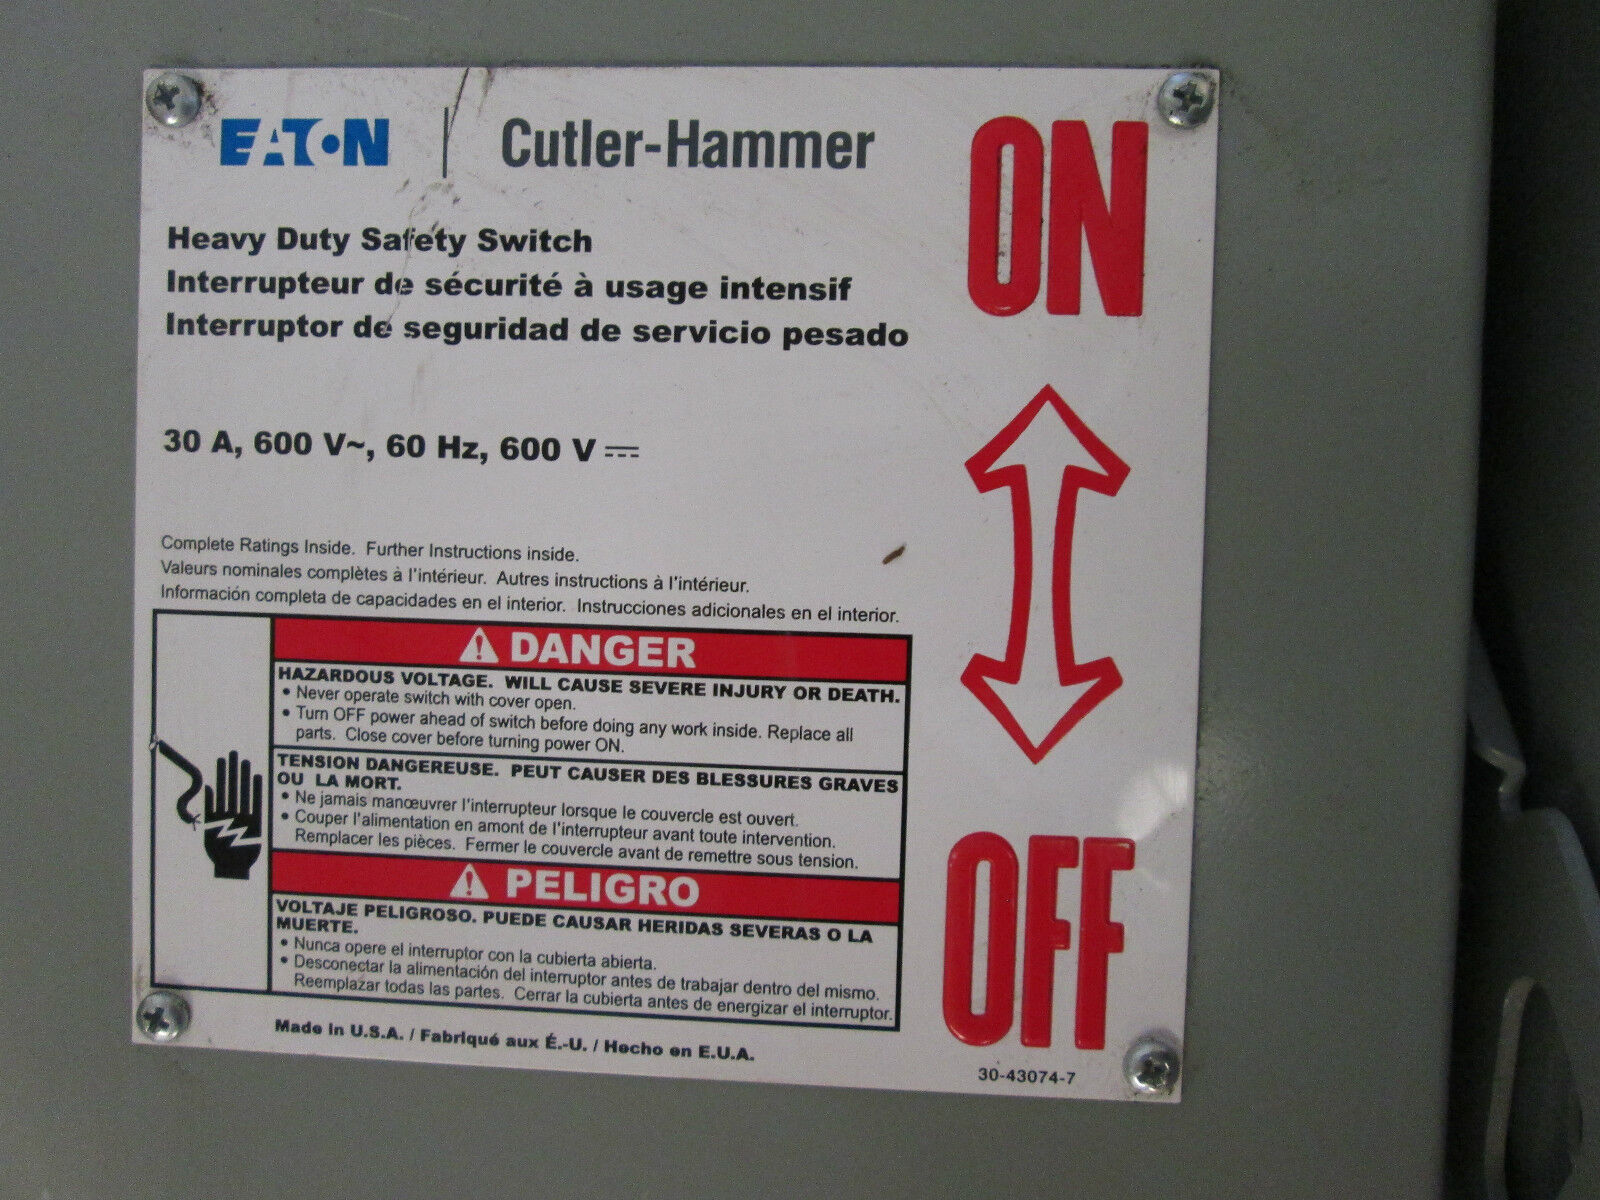 EATON | Cutler-Hammer
ON
Heavy Duty Safety Switch
Interrupteur de sécurité à usage intensif
Interruptor de seguridad de servicio pesado
30 A, 600 V~, 60 Hz, 600 V ⎓
Complete Ratings Inside. Further Instructions inside.
Valeurs nominales complètes à l'intérieur. Autres instructions à l'intérieur.
Información completa de capacidades en el interior. Instrucciones adicionales en el interior.
⚠ DANGER
HAZARDOUS VOLTAGE. WILL CAUSE SEVERE INJURY OR DEATH.
• Never operate switch with cover open.
• Turn OFF power ahead of switch before doing any work inside. Replace all
parts. Close cover before turning power ON.
TENSION DANGEREUSE. PEUT CAUSER DES BLESSURES GRAVES
OU LA MORT.
• Ne jamais manœuvrer l'interrupteur lorsque le couvercle est ouvert.
• Couper l'alimentation en amont de l'interrupteur avant toute intervention.
Remplacer les pièces. Fermer le couvercle avant de remettre sous tension.
⚠ PELIGRO
VOLTAJE PELIGROSO. PUEDE CAUSAR HERIDAS SEVERAS O LA
MUERTE.
• Nunca opere el interruptor con la cubierta abierta.
• Desconectar la alimentación del interruptor antes de trabajar dentro del mismo.
Reemplazar todas las partes. Cerrar la cubierta antes de energizar el interruptor.
OFF
Made in U.S.A. / Fabriqué aux É.-U. / Hecho en E.U.A.
30-43074-7